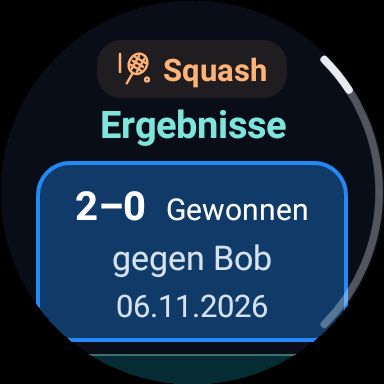 Squash
Ergebnisse
2–0 Gewonnen
gegen Bob
06.11.2026